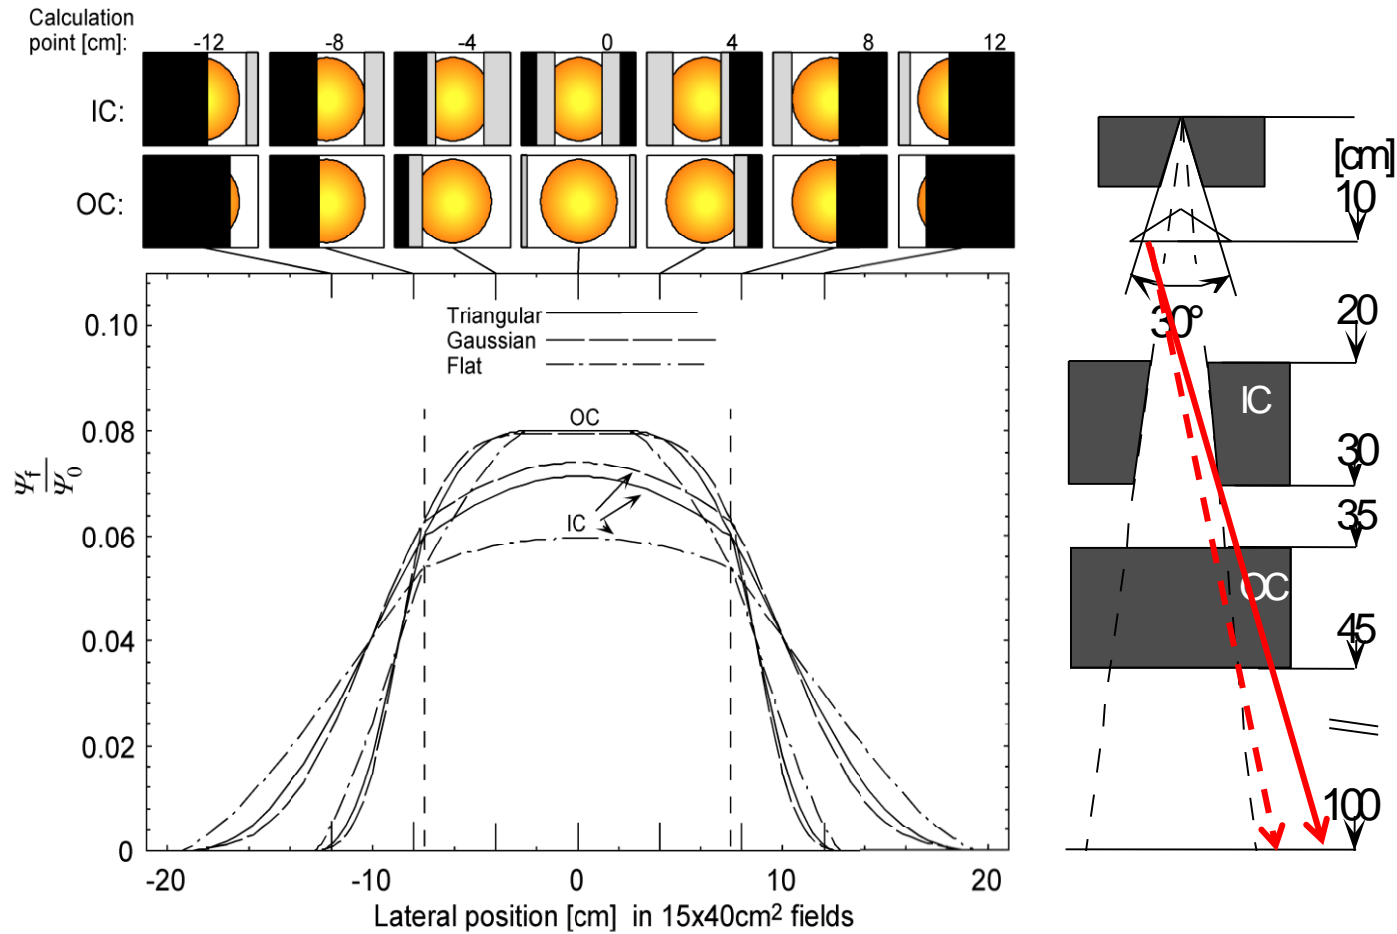 Calculation
point [cm]: -12 -8 -4 0 4 8 12
IC:
OC:
Triangular
Gaussian
Flat
0.10
0.08
0.06
0.04
0.02
0
Ψf
Ψ0
OC
IC
-20 -10 0 10 20
Lateral position [cm] in 15x40cm² fields
[cm]
10
30°
20
IC
30
35
OC
45
100